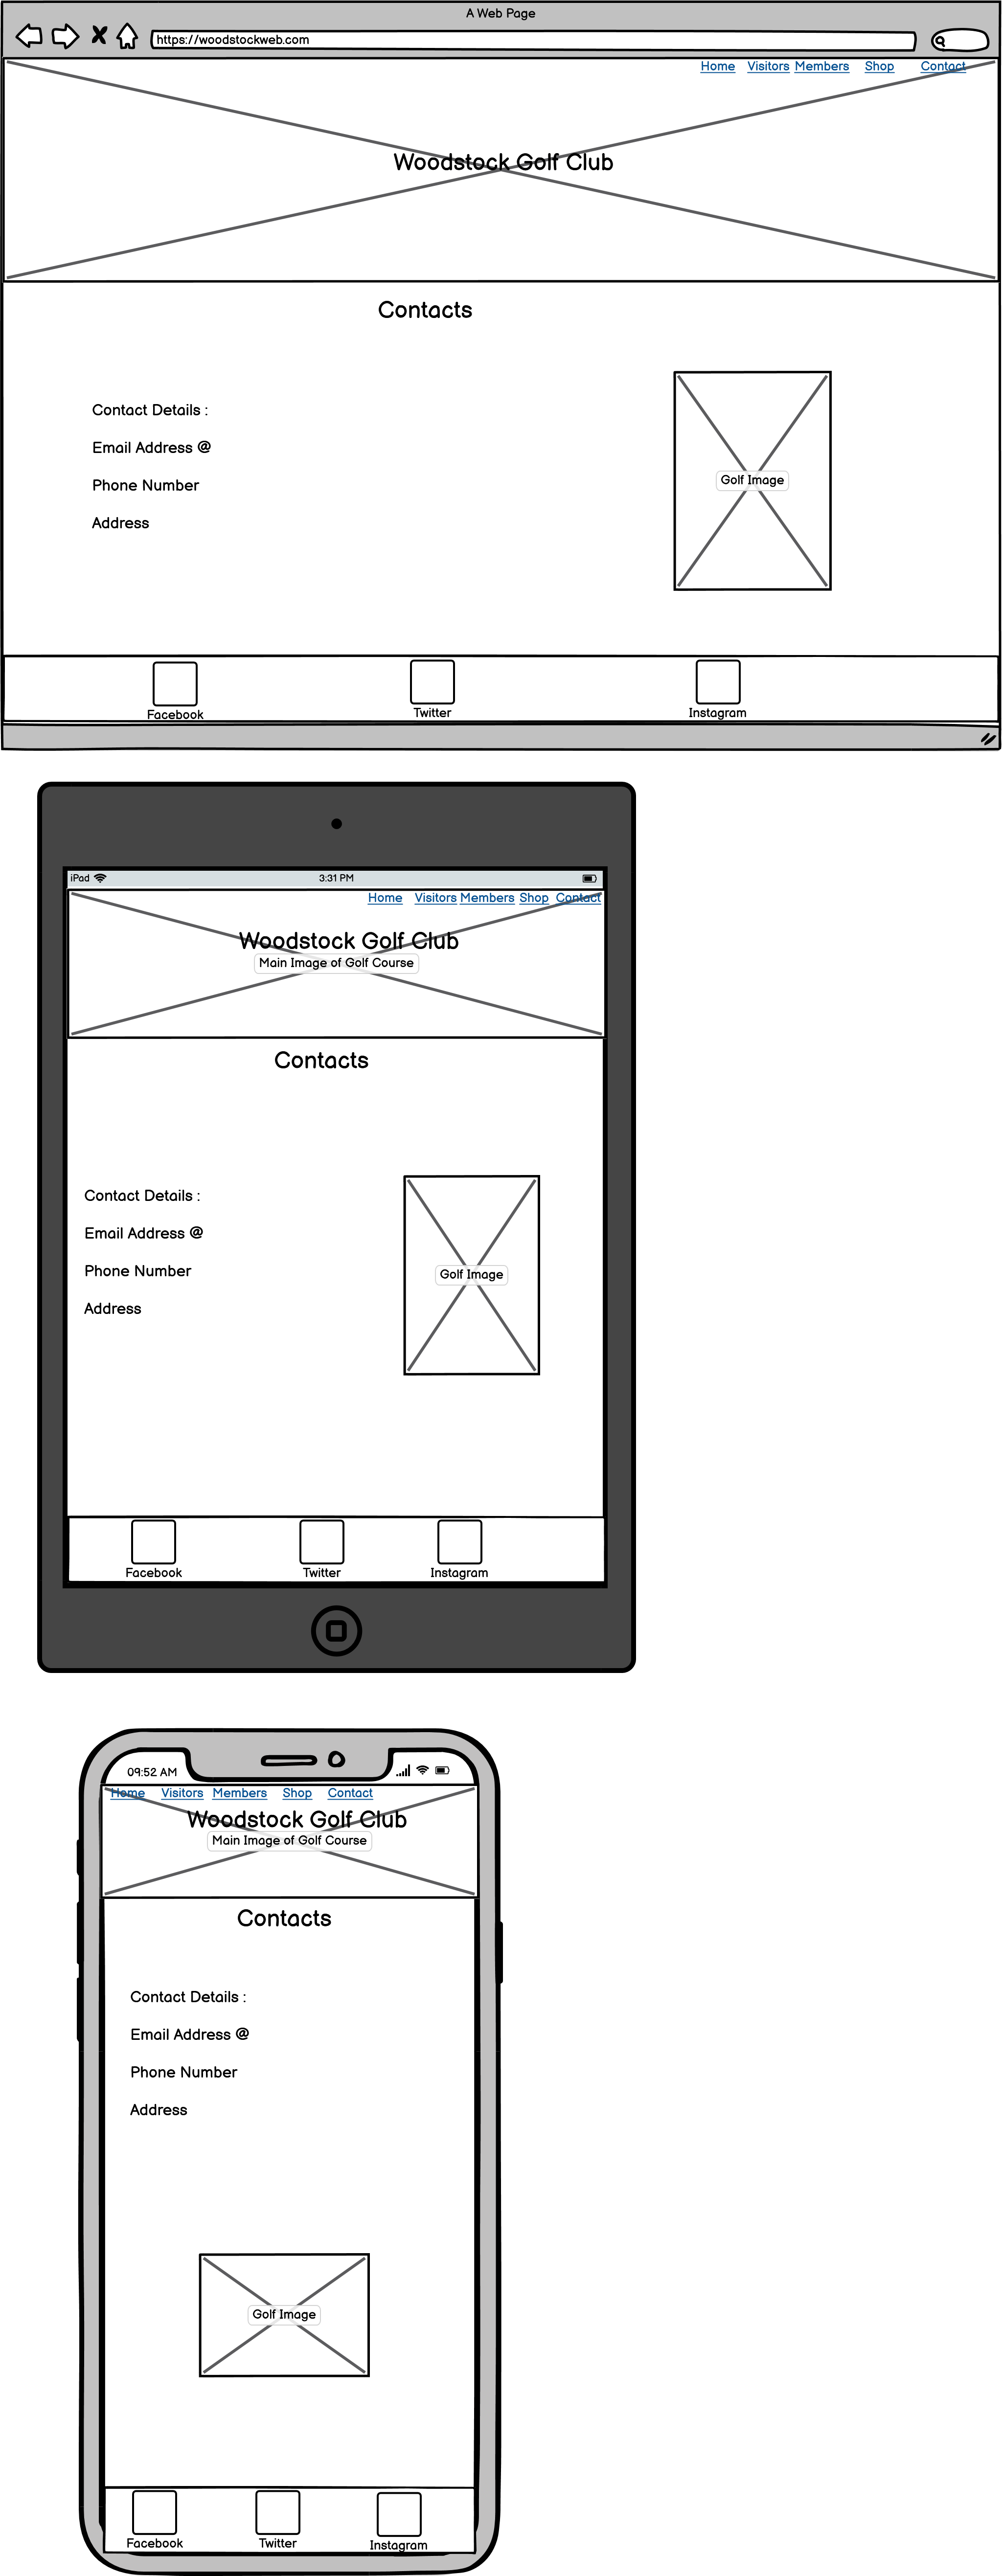 A Web Page
https://woodstockweb.com
Home Visitors Members Shop Contact
Woodstock Golf Club
Contacts
Contact Details :
Email Address @
Golf Image
Phone Number
Address
Facebook Twitter Instagram
iPad 3:31 PM
Home Visitors Members Shop Contact
Woodstock Golf Club
Main Image of Golf Course
Contacts
Contact Details :
Email Address @
Phone Number
Golf Image
Address
Facebook Twitter Instagram
09:52 AM
Home Visitors Members Shop Contact
Woodstock Golf Club
Main Image of Golf Course
Contacts
Contact Details :
Email Address @
Phone Number
Address
Golf Image
Facebook Twitter Instagram